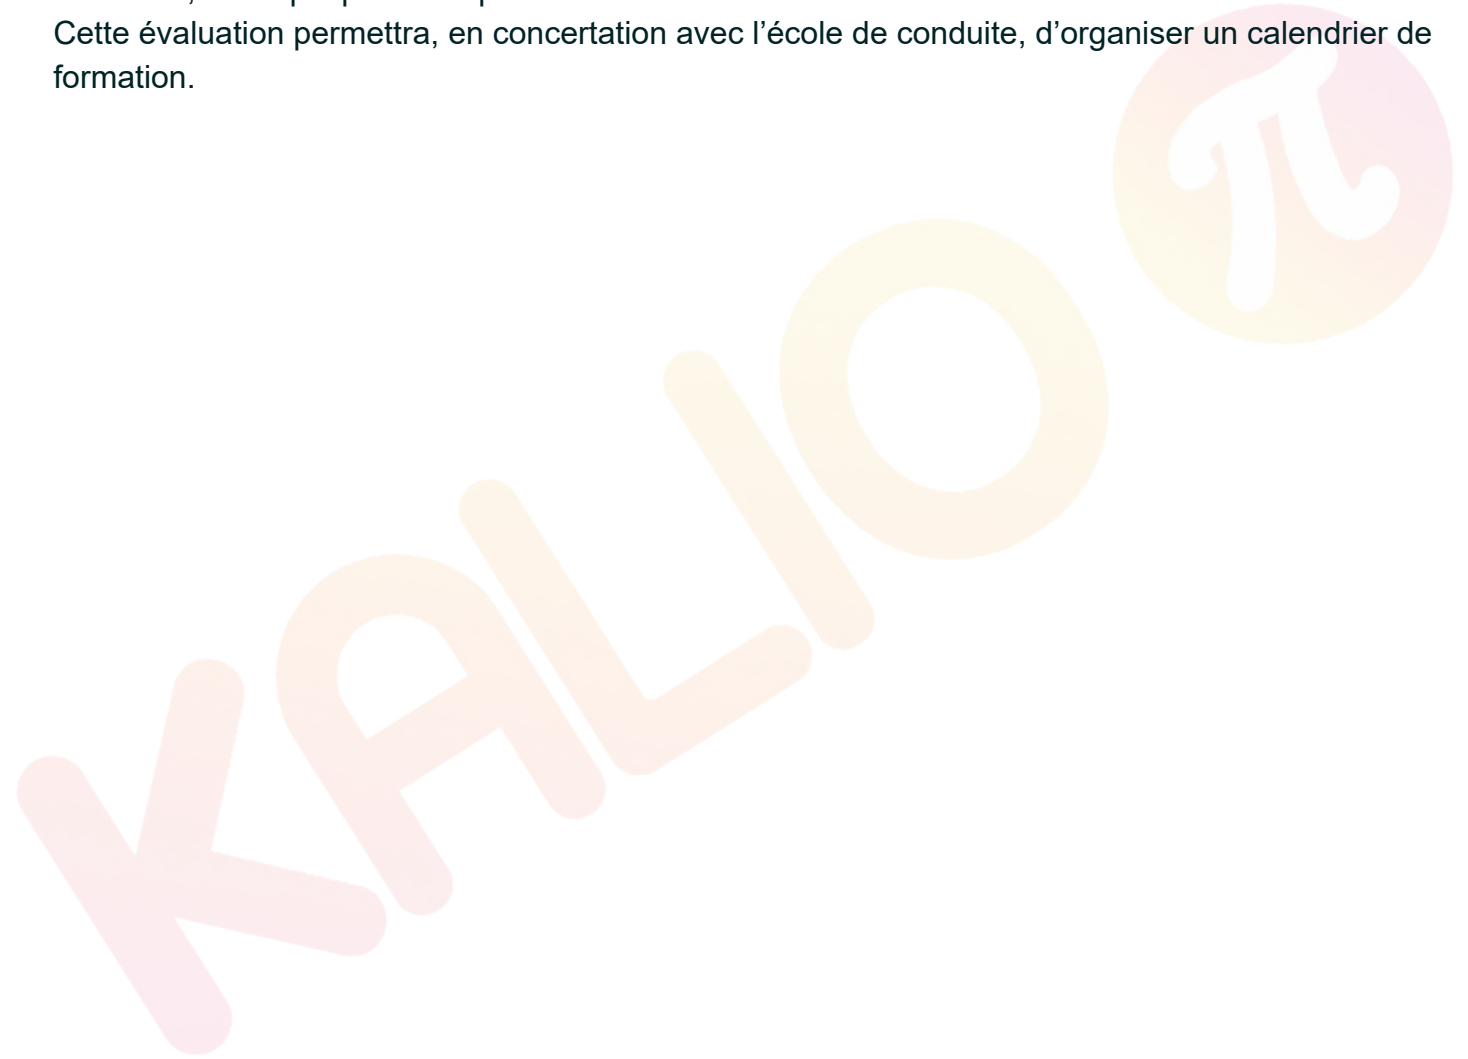 Cette évaluation permettra, en concertation avec l’école de conduite, d’organiser un calendrier de
formation.
KALIO π